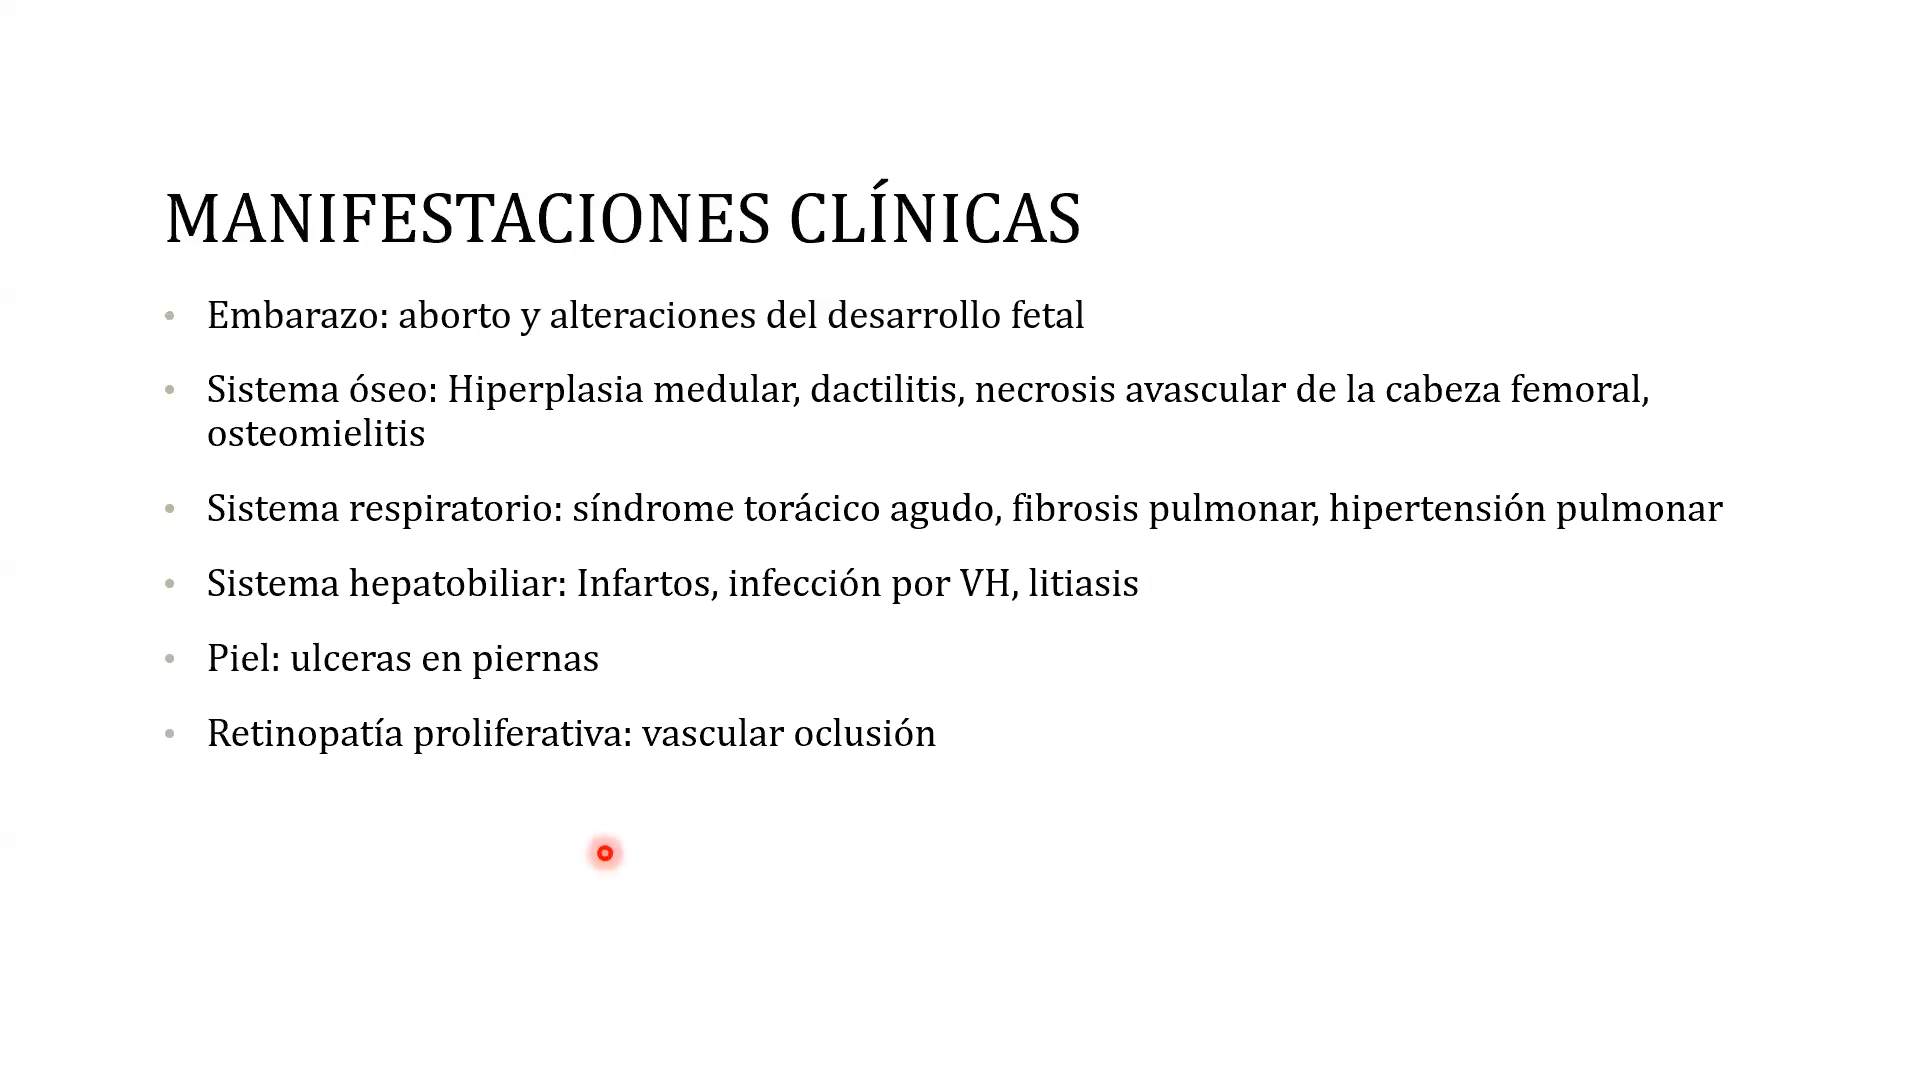 MANIFESTACIONES CLÍNICAS
• Embarazo: aborto y alteraciones del desarrollo fetal
• Sistema óseo: Hiperplasia medular, dactilitis, necrosis avascular de la cabeza femoral,
osteomielitis
• Sistema respiratorio: síndrome torácico agudo, fibrosis pulmonar, hipertensión pulmonar
• Sistema hepatobiliar: Infartos, infección por VH, litiasis
• Piel: ulceras en piernas
• Retinopatía proliferativa: vascular oclusión